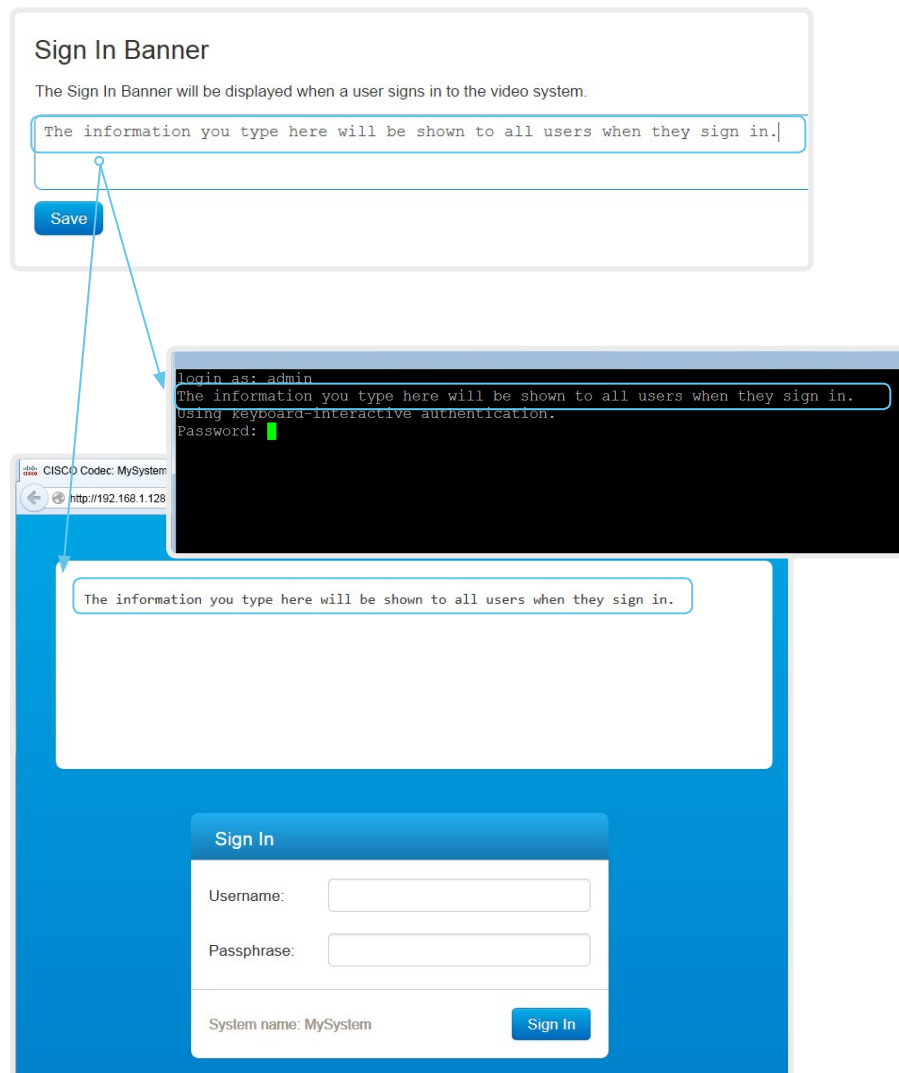 Sign In Banner
The Sign In Banner will be displayed when a user signs in to the video system.
The information you type here will be shown to all users when they sign in.
Save
login as: admin
The information you type here will be shown to all users when they sign in.
Using keyboard-interactive authentication.
Password:
CISCO Codec: MySystem
http://192.168.1.128
The information you type here will be shown to all users when they sign in.
Sign In
Username:
Passphrase:
System name: MySystem
Sign In